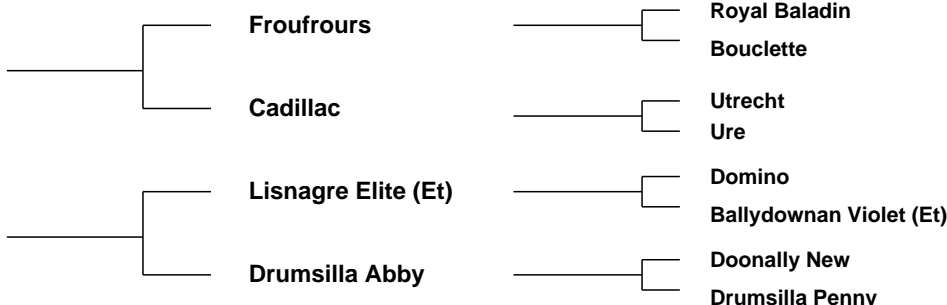 Froufrours
Royal Baladin
Bouclette
Cadillac
Utrecht
Ure
Lisnagre Elite (Et)
Domino
Ballydownan Violet (Et)
Drumsilla Abby
Doonally New
Drumsilla Penny